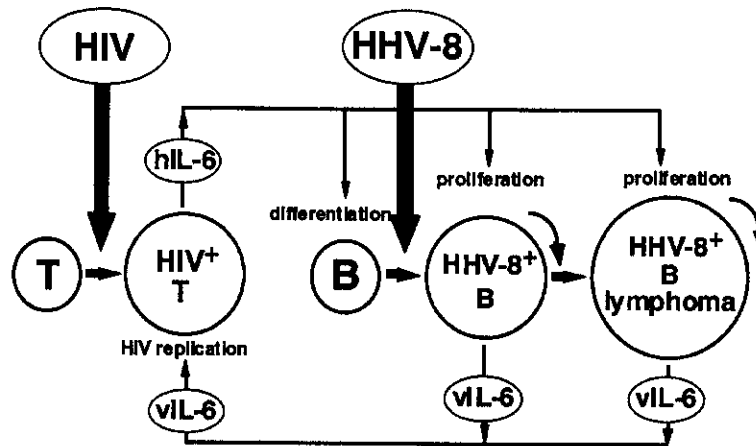 HIV
HHV-8
hIL-6
proliferation
proliferation
differentiation
T
HIV+
T
B
HHV-8+
B
HHV-8+
B
lymphoma
HIV replication
vIL-6
vIL-6
vIL-6